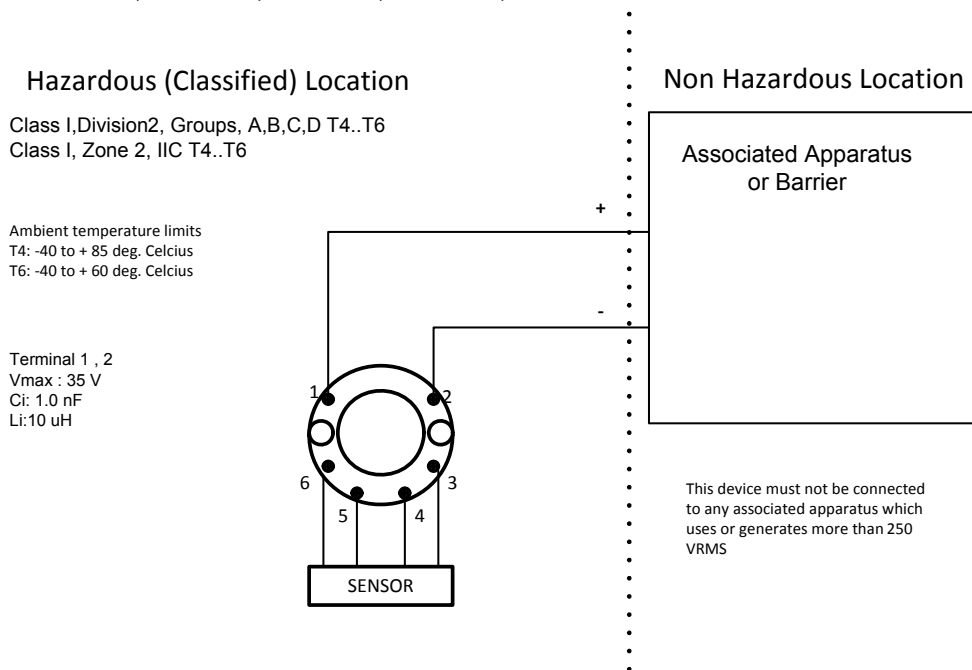 Hazardous (Classified) Location
Class I,Division2, Groups, A,B,C,D T4..T6
Class I, Zone 2, IIC T4..T6
Ambient temperature limits
T4: -40 to + 85 deg. Celcius
T6: -40 to + 60 deg. Celcius
Terminal 1 , 2
Vmax : 35 V
Ci: 1.0 nF
Li:10 uH
+
-
1
2
6
3
5
4
SENSOR
Non Hazardous Location
Associated Apparatus
or Barrier
This device must not be connected
to any associated apparatus which
uses or generates more than 250
VRMS